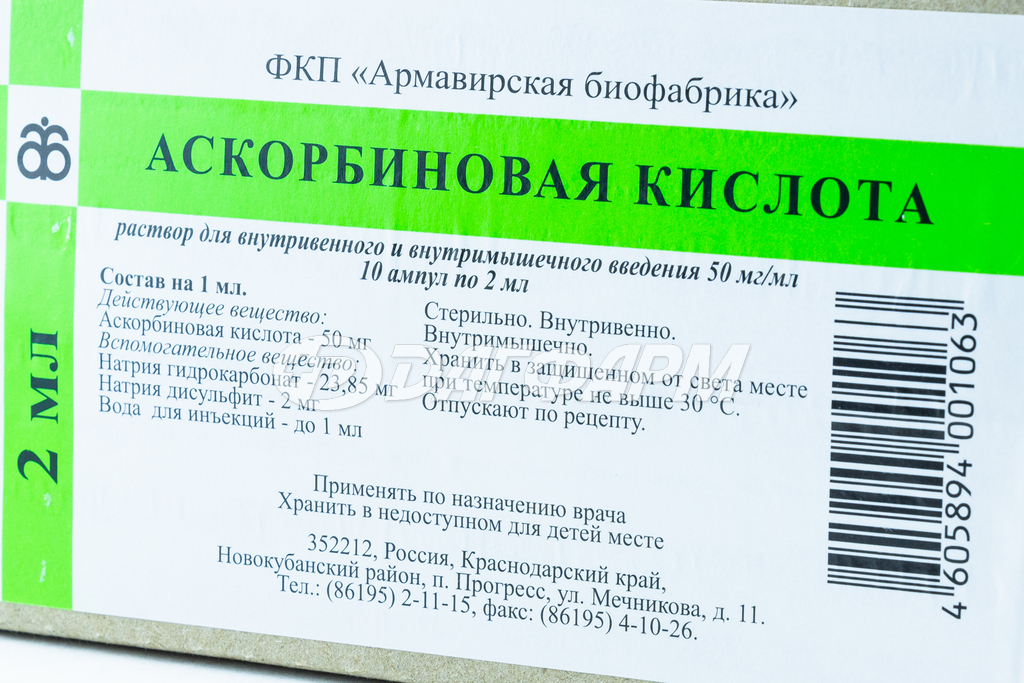 ФКП «Армавирская биофабрика»
АСКОРБИНОВАЯ КИСЛОТА
раствор для внутривенного и внутримышечного введения 50 мг/мл
10 ампул по 2 мл
Состав на 1 мл.
Действующее вещество:
Аскорбиновая кислота - 50 мг
Вспомогательное вещество:
Натрия гидрокарбонат - 23,85 мг
Натрия дисульфит - 2 мг
Вода для инъекций - до 1 мл
Стерильно. Внутривенно.
Внутримышечно.
Хранить в защищенном от света месте
при температуре не выше 30 °С.
Отпускают по рецепту.
Применять по назначению врача
Хранить в недоступном для детей месте
352212, Россия, Краснодарский край,
Новокубанский район, п. Прогресс, ул. Мечникова, д. 11.
Тел.: (86195) 2-11-15, факс: (86195) 4-10-26.
2 МЛ
4 605894 001063
ДИАФАРМ